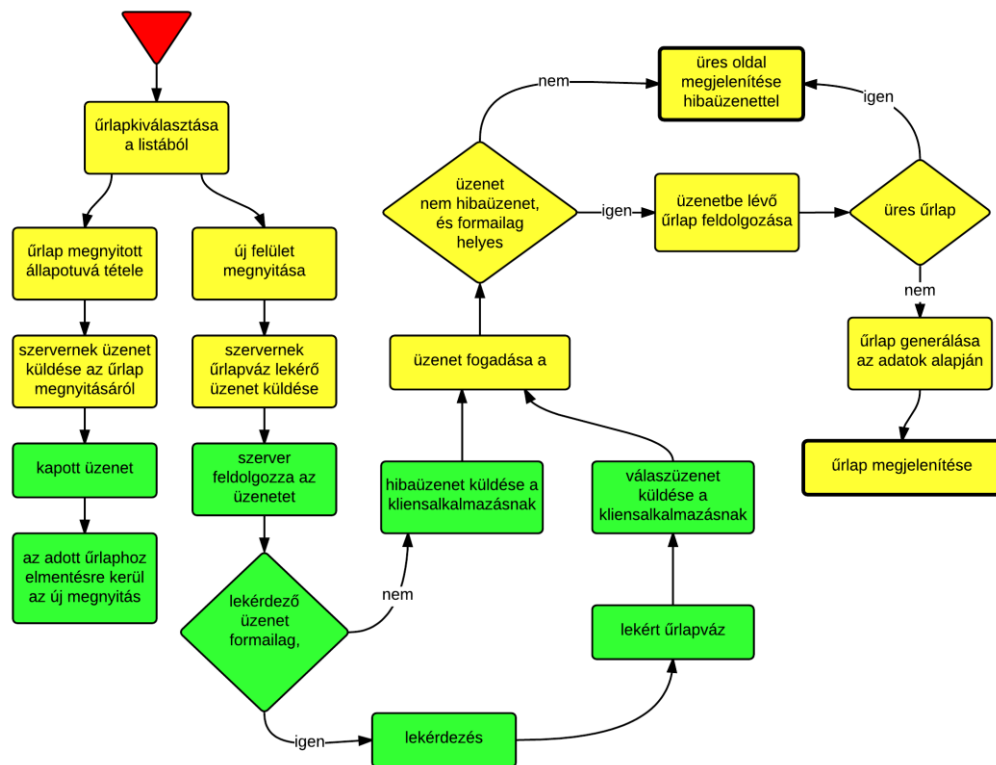 űrlapkiválasztása
a listából
űrlap megnyitott
állapotuvá tétele
új felület
megnyitása
szervernek üzenet
küldése az űrlap
megnyitásáról
szervernek
űrlapváz lekérő
üzenet küldése
kapott üzenet
szerver
feldolgozza az
üzenetet
az adott űrlaphoz
elmentésre kerül
az új megnyitás
lekérdező
üzenet
formailag,
nem
igen
hibaüzenet küldése a
kliensalkalmazásnak
lekérdezés
lekért űrlapváz
válaszüzenet
küldése a
kliensalkalmazásnak
üzenet fogadása a
üzenet
nem hibaüzenet,
és formailag
helyes
nem
igen
üres oldal
megjelenítése
hibaüzenettel
üzenetbe lévő
űrlap feldolgozása
üres űrlap
igen
nem
űrlap generálása
az adatok alapján
űrlap megjelenítése